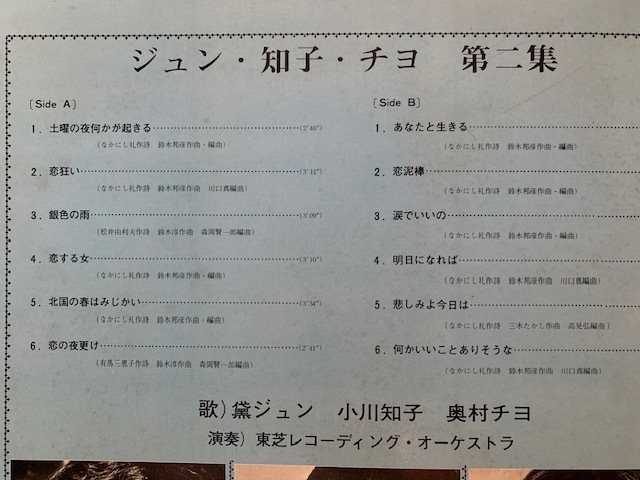 ジュン・知子・チヨ 第二集
〔Side A〕
1. 土曜の夜何かが起きる…………(2'40")
(なかにし礼作詩 鈴木邦彦作曲・編曲)
2. 恋狂い…………(3'11")
(なかにし礼作詩 鈴木邦彦作曲 川口真編曲)
3. 銀色の雨…………(3'09")
(松井由利夫作詩 鈴木淳作曲 森岡賢一郎編曲)
4. 恋する女…………(3'10")
(なかにし礼作詩 鈴木邦彦作曲・編曲)
5. 北国の春はみじかい…………(3'34")
(なかにし礼作詩 鈴木邦彦作曲・編曲)
6. 恋の夜更け…………(2'41")
(有馬三恵子作詩 鈴木淳作曲 森岡賢一郎編曲)
〔Side B〕
1. あなたと生きる…………
(なかにし礼作詩 鈴木邦彦作曲・編曲)
2. 恋泥棒…………
(なかにし礼作詩 鈴木邦彦作曲・編曲)
3. 涙でいいの…………
(なかにし礼作詩 鈴木邦彦作曲・編曲)
4. 明日になれば…………
(なかにし礼作詩 鈴木邦彦作曲 川口真編曲)
5. 悲しみよ今日は…………
(なかにし礼作詩 三木たかし作曲 高見弘編曲)
6. 何かいいことありそうな…………
(なかにし礼作詩 鈴木邦彦作曲 川口真編曲)
歌)黛ジュン 小川知子 奥村チヨ
演奏)東芝レコーディング・オーケストラ